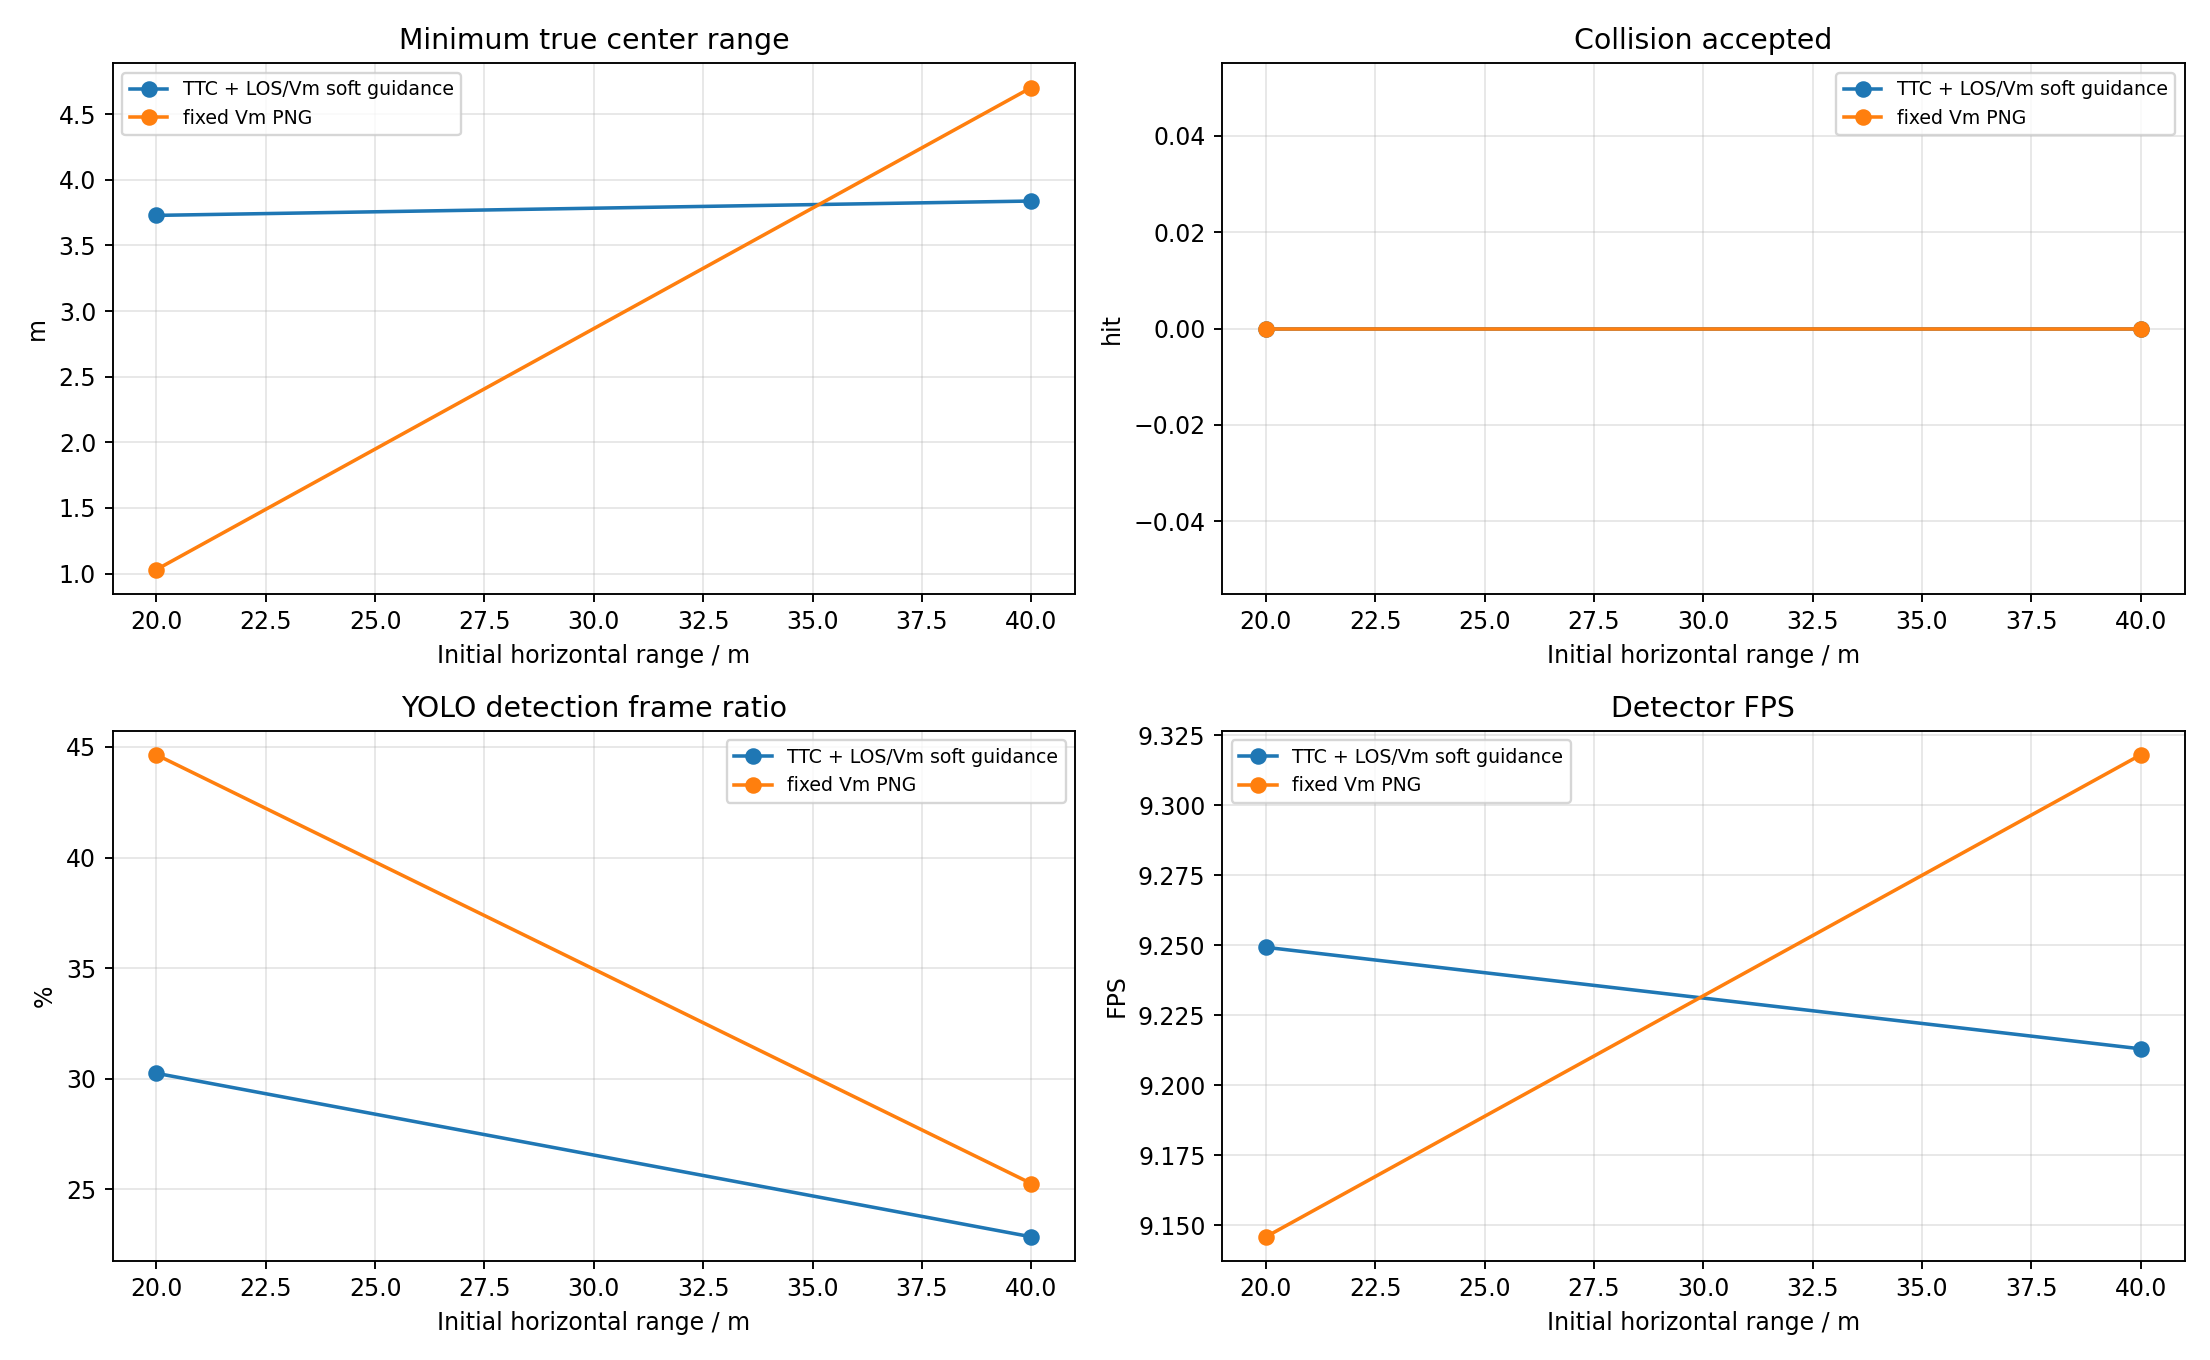 Minimum true center range
TTC + LOS/Vm soft guidance
fixed Vm PNG
4.5
4.0
3.5
3.0
2.5
2.0
1.5
1.0
m
20.0 22.5 25.0 27.5 30.0 32.5 35.0 37.5 40.0
Initial horizontal range / m
Collision accepted
TTC + LOS/Vm soft guidance
fixed Vm PNG
0.04
0.02
0.00
−0.02
−0.04
hit
20.0 22.5 25.0 27.5 30.0 32.5 35.0 37.5 40.0
Initial horizontal range / m
YOLO detection frame ratio
TTC + LOS/Vm soft guidance
fixed Vm PNG
45
40
35
30
25
%
20.0 22.5 25.0 27.5 30.0 32.5 35.0 37.5 40.0
Initial horizontal range / m
Detector FPS
TTC + LOS/Vm soft guidance
fixed Vm PNG
9.325
9.300
9.275
9.250
9.225
9.200
9.175
9.150
FPS
20.0 22.5 25.0 27.5 30.0 32.5 35.0 37.5 40.0
Initial horizontal range / m